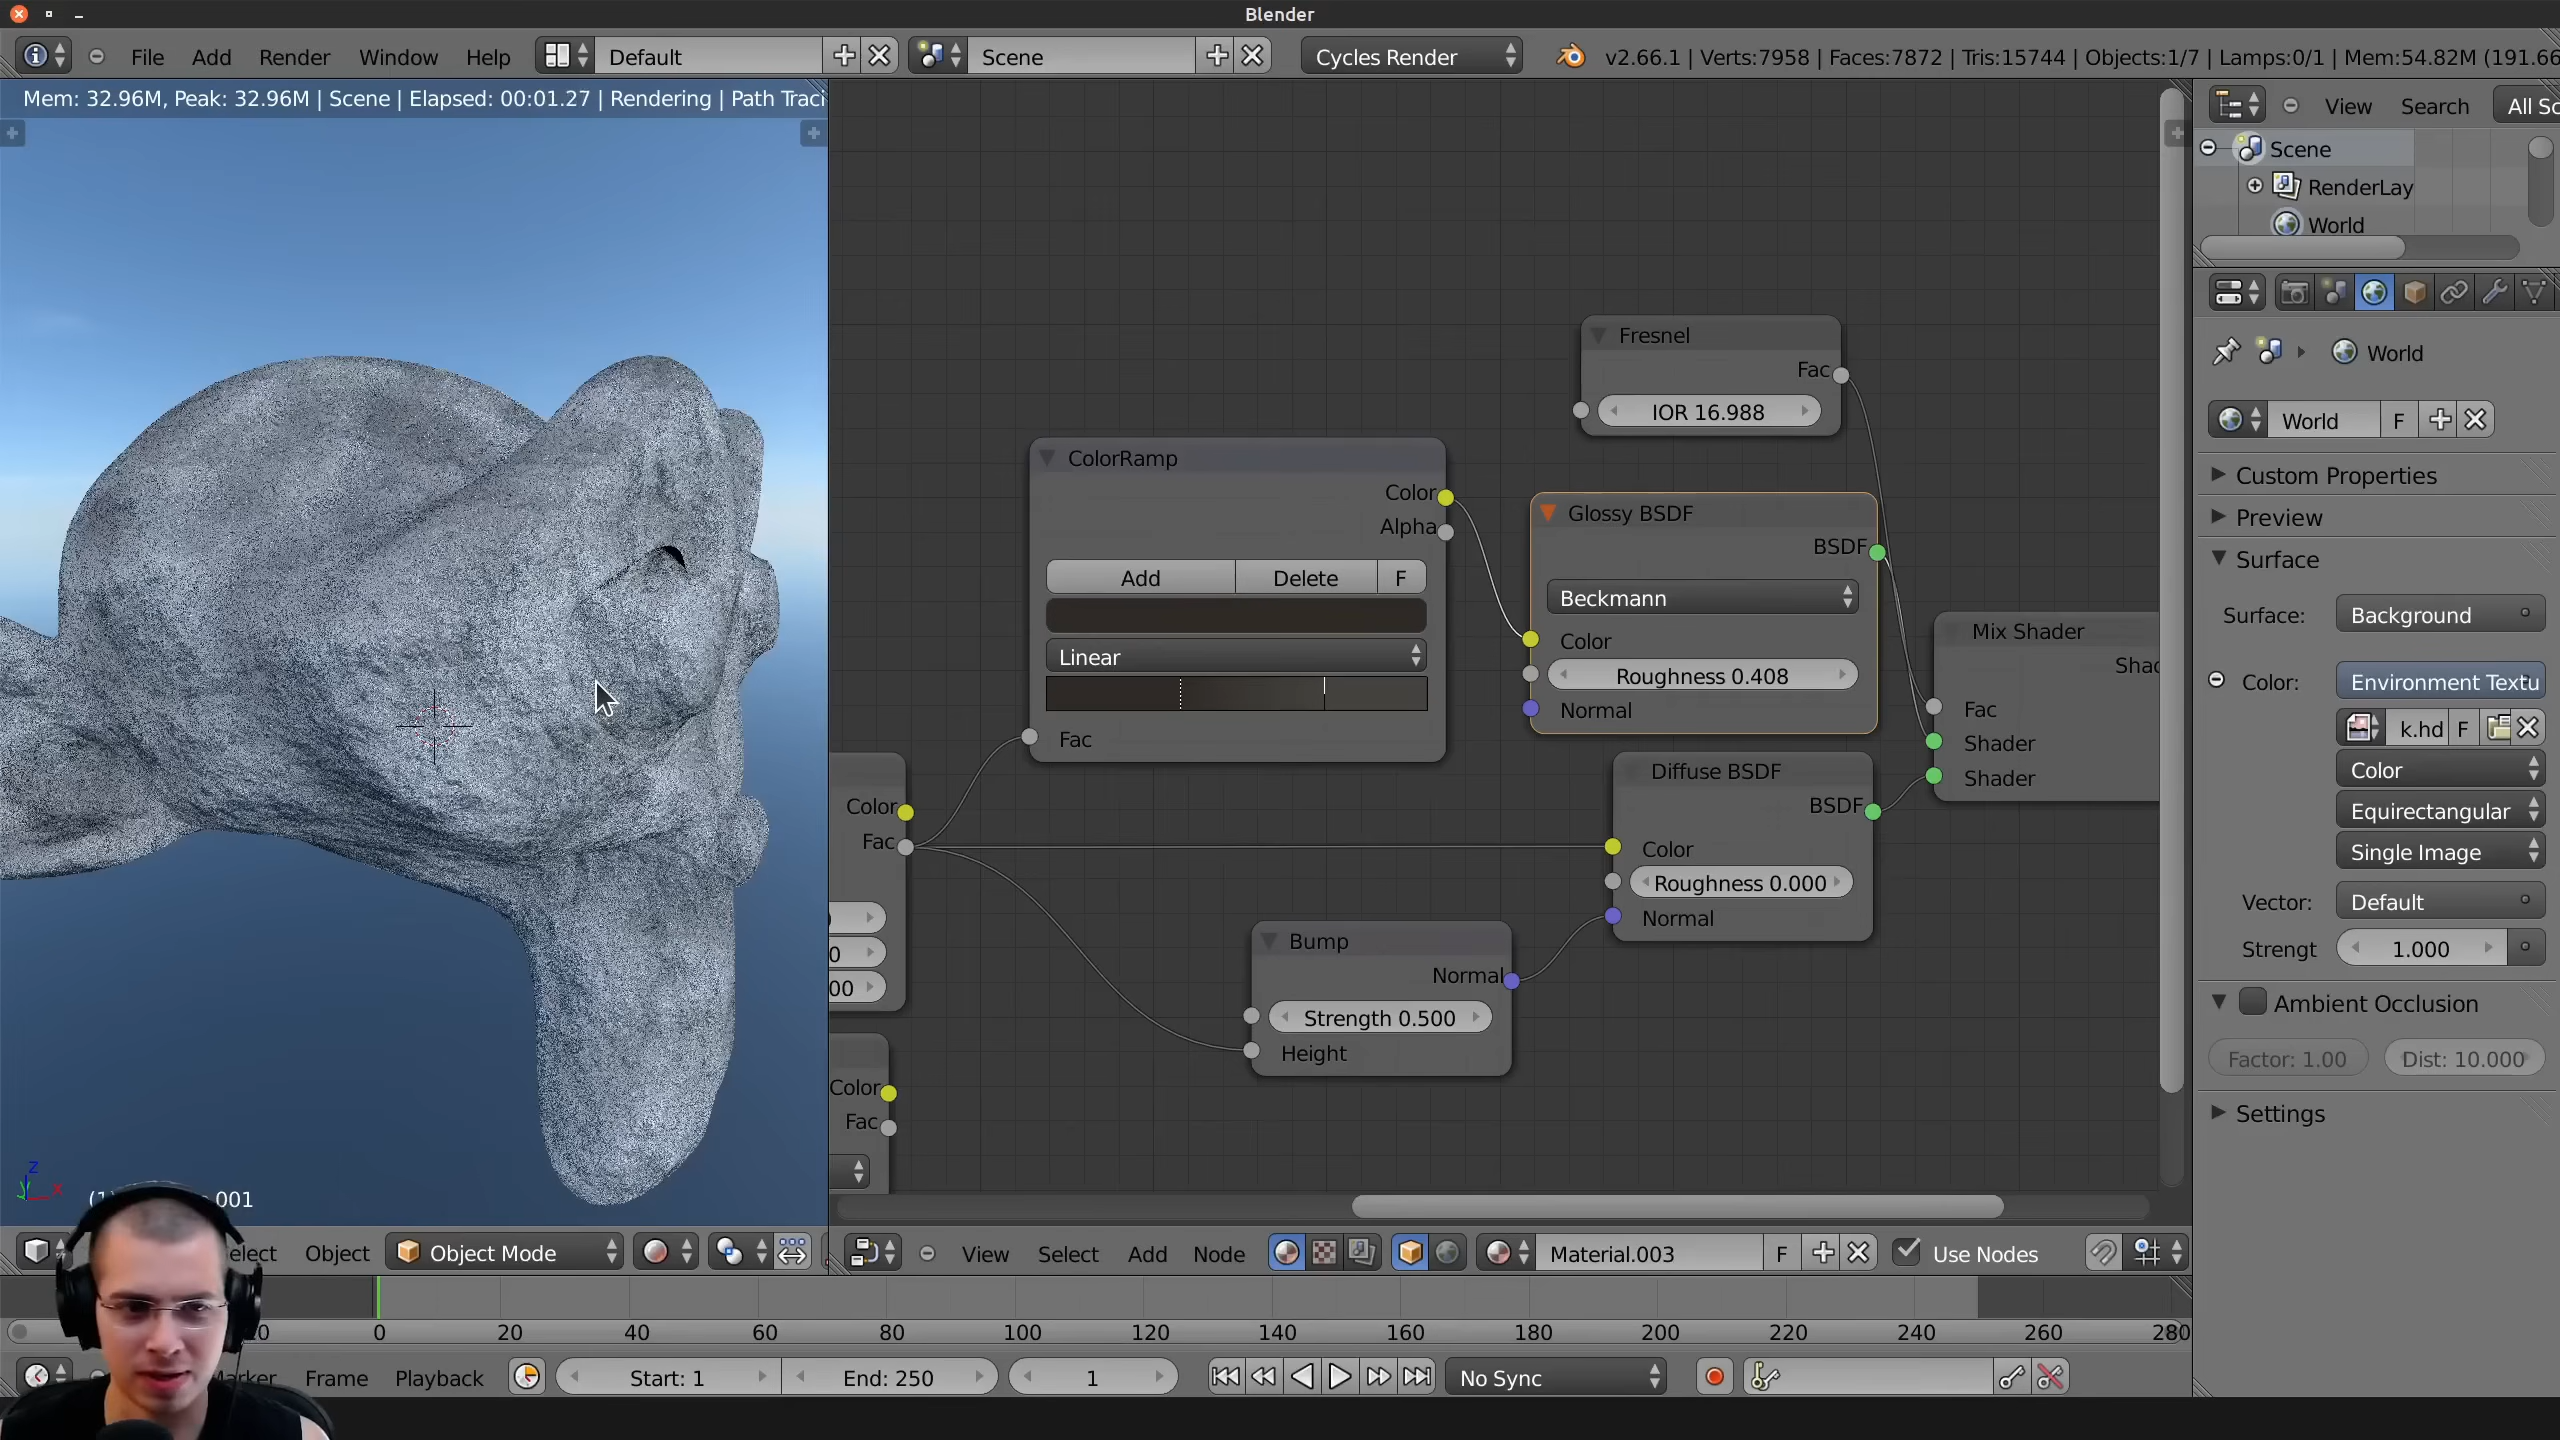 Blender
File Add Render Window Help Default Scene Cycles Render v2.66.1 | Verts:7958 | Faces:7872 | Tris:15744 | Objects:1/7 | Lamps:0/1 | Mem:54.82M (191.66
Mem: 32.96M, Peak: 32.96M | Scene | Elapsed: 00:01.27 | Rendering | Path Traci
View Search All Sc
Scene
RenderLay
World
World
World F
Custom Properties
Preview
Surface
Surface: Background
Color: Environment Textu
k.hd F
Color
Equirectangular
Single Image
Vector: Default
Strengt 1.000
Ambient Occlusion
Factor: 1.00 Dist: 10.000
Settings
Fresnel
Fac
IOR 16.988
ColorRamp
Color
Alpha
Add Delete F
Linear
Fac
Glossy BSDF
BSDF
Beckmann
Color
Roughness 0.408
Normal
Mix Shader
Shac
Fac
Shader
Shader
Diffuse BSDF
BSDF
Color
Roughness 0.000
Normal
Color
Fac
0
00
Bump
Normal
Strength 0.500
Height
Color
Fac
z
y x
(1) .001
elect Object Object Mode
View Select Add Node Material.003 F Use Nodes
0 20 40 60 80 100 120 140 160 180 200 220 240 260 280
arker Frame Playback Start: 1 End: 250 1 No Sync